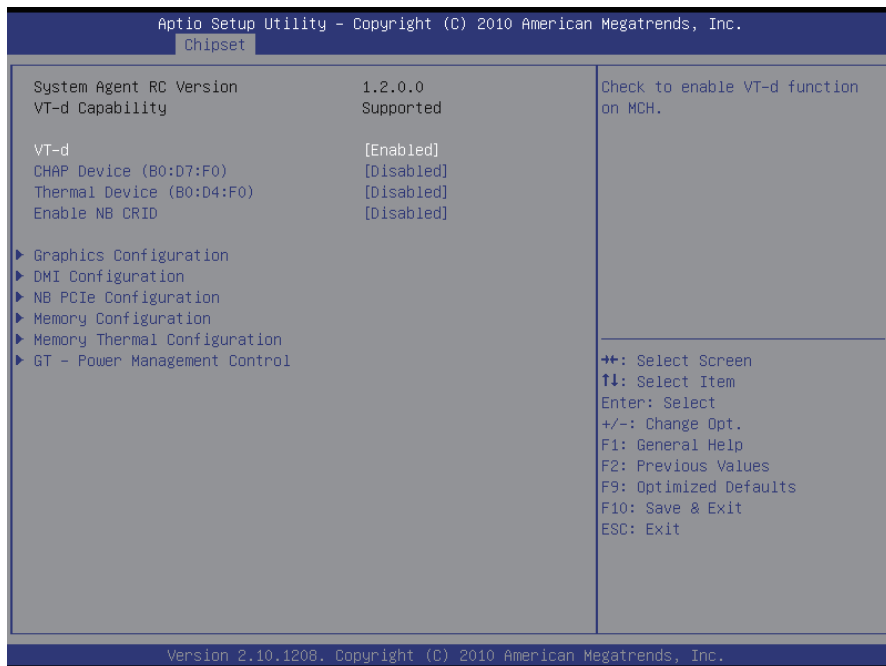 Aptio Setup Utility – Copyright (C) 2010 American Megatrends, Inc.
Chipset
System Agent RC Version 1.2.0.0
VT-d Capability Supported
VT-d [Enabled]
CHAP Device (B0:D7:F0) [Disabled]
Thermal Device (B0:D4:F0) [Disabled]
Enable NB CRID [Disabled]
▶ Graphics Configuration
▶ DMI Configuration
▶ NB PCIe Configuration
▶ Memory Configuration
▶ Memory Thermal Configuration
▶ GT – Power Management Control
Check to enable VT-d function
on MCH.
→←: Select Screen
↑↓: Select Item
Enter: Select
+/-: Change Opt.
F1: General Help
F2: Previous Values
F9: Optimized Defaults
F10: Save & Exit
ESC: Exit
Version 2.10.1208. Copyright (C) 2010 American Megatrends, Inc.